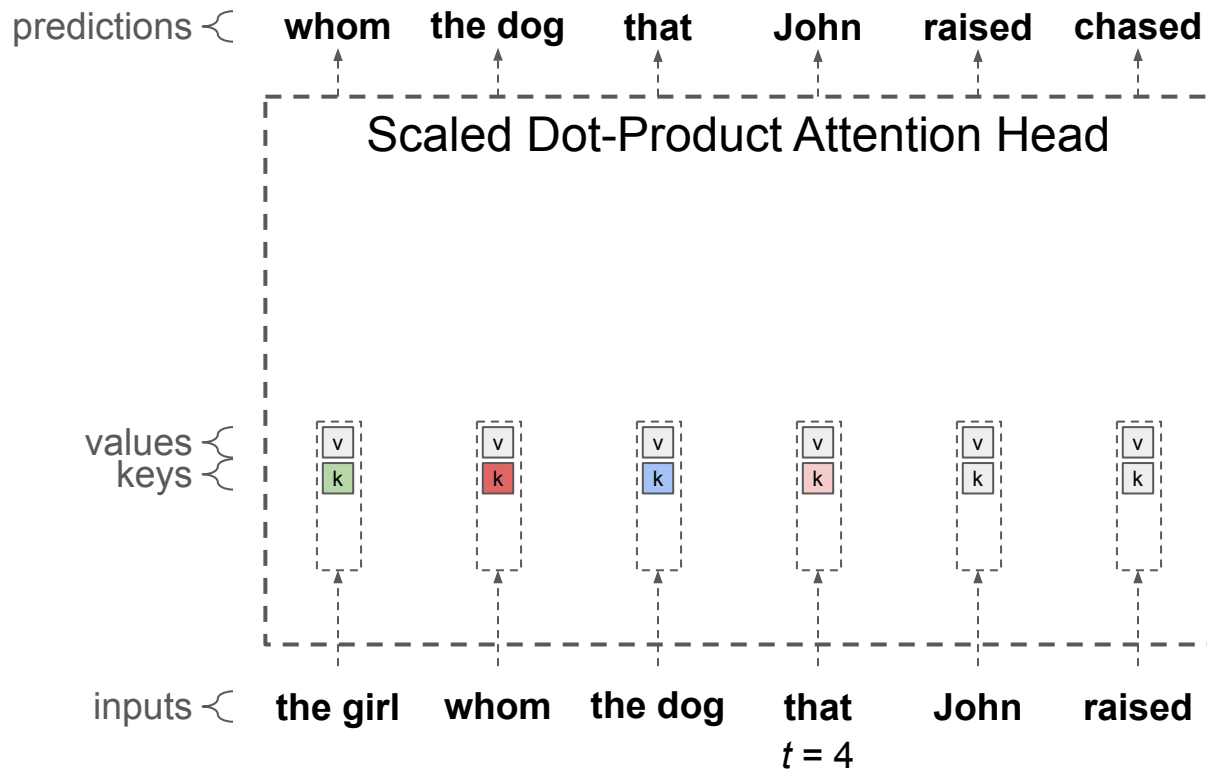 predictions whom the dog that John raised chased
Scaled Dot-Product Attention Head
values v v v v v v
keys k k k k k k
inputs the girl whom the dog that John raised
t = 4